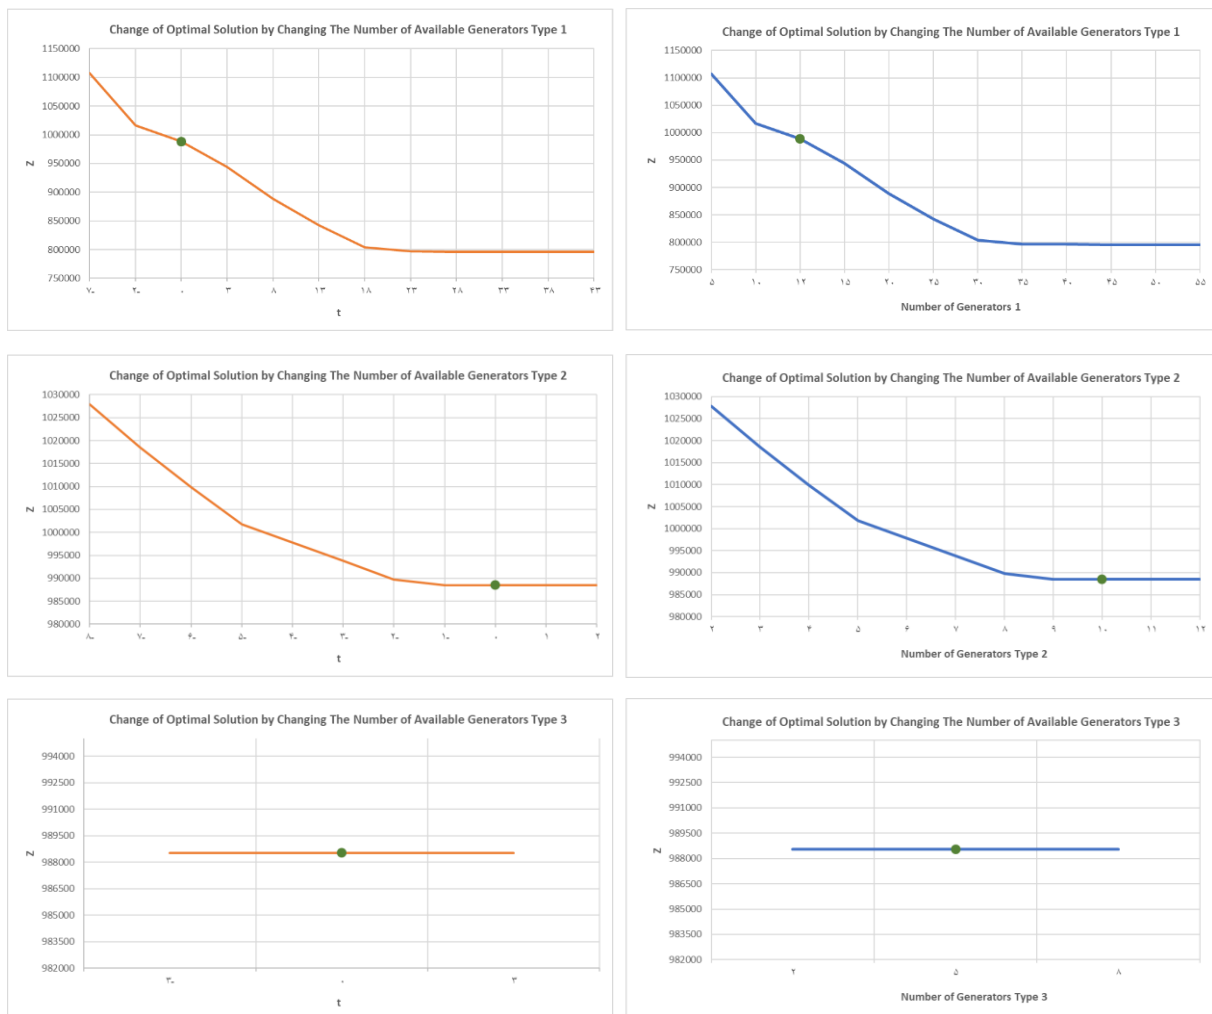 Change of Optimal Solution by Changing The Number of Available Generators Type 1
1150000
1100000
1050000
1000000
950000
900000
850000
800000
750000
Z
۷- ۲- ۰ ۳ ۸ ۱۳ ۱۸ ۲۳ ۲۸ ۳۳ ۳۸ ۴۳
t
Change of Optimal Solution by Changing The Number of Available Generators Type 1
1150000
1100000
1050000
1000000
950000
900000
850000
800000
750000
Z
۵ ۱۰ ۱۲ ۱۵ ۲۰ ۲۵ ۳۰ ۳۵ ۴۰ ۴۵ ۵۰ ۵۵
Number of Generators 1
Change of Optimal Solution by Changing The Number of Available Generators Type 2
1030000
1025000
1020000
1015000
1010000
1005000
1000000
995000
990000
985000
980000
Z
۸- ۷- ۶- ۵- ۴- ۳- ۲- ۱- ۰ ۱ ۲
t
Change of Optimal Solution by Changing The Number of Available Generators Type 2
1030000
1025000
1020000
1015000
1010000
1005000
1000000
995000
990000
985000
980000
Z
۲ ۳ ۴ ۵ ۶ ۷ ۸ ۹ ۱۰ ۱۱ ۱۲
Number of Generators Type 2
Change of Optimal Solution by Changing The Number of Available Generators Type 3
994000
992500
991000
989500
988000
986500
985000
983500
982000
Z
۳- ۰ ۳
t
Change of Optimal Solution by Changing The Number of Available Generators Type 3
994000
992500
991000
989500
988000
986500
985000
983500
982000
Z
۲ ۵ ۸
Number of Generators Type 3